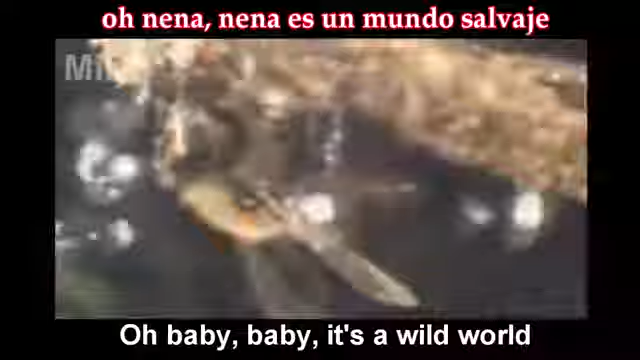 oh nena, nena es un mundo salvaje
Oh baby, baby, it's a wild world